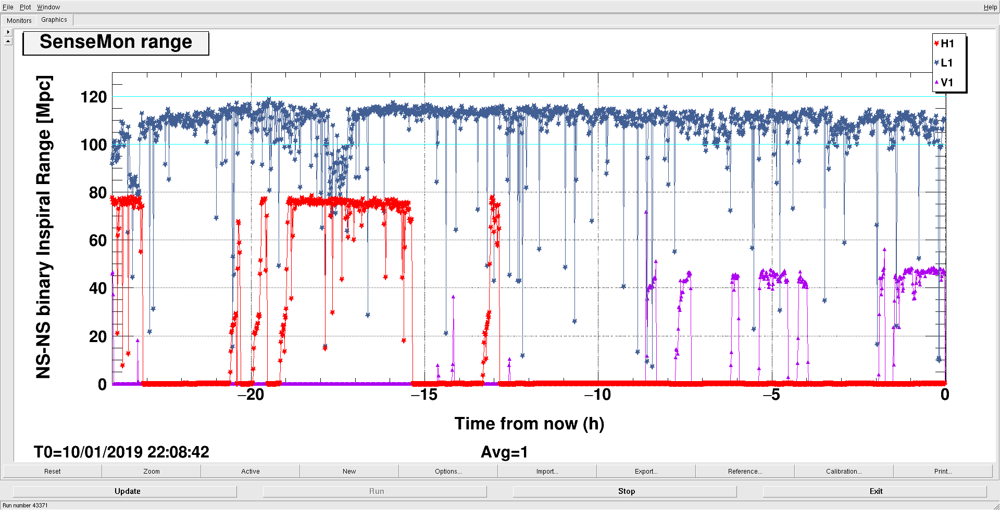 File Plot Window Help
Monitors Graphics
SenseMon range
H1
L1
V1
NS-NS binary Inspiral Range [Mpc]
120
100
80
60
40
20
0
−20 −15 −10 −5 0
Time from now (h)
T0=10/01/2019 22:08:42 Avg=1
Reset Zoom Active New Options... Import... Export... Reference... Calibration... Print...
Update Run Stop Exit
Run number 43371